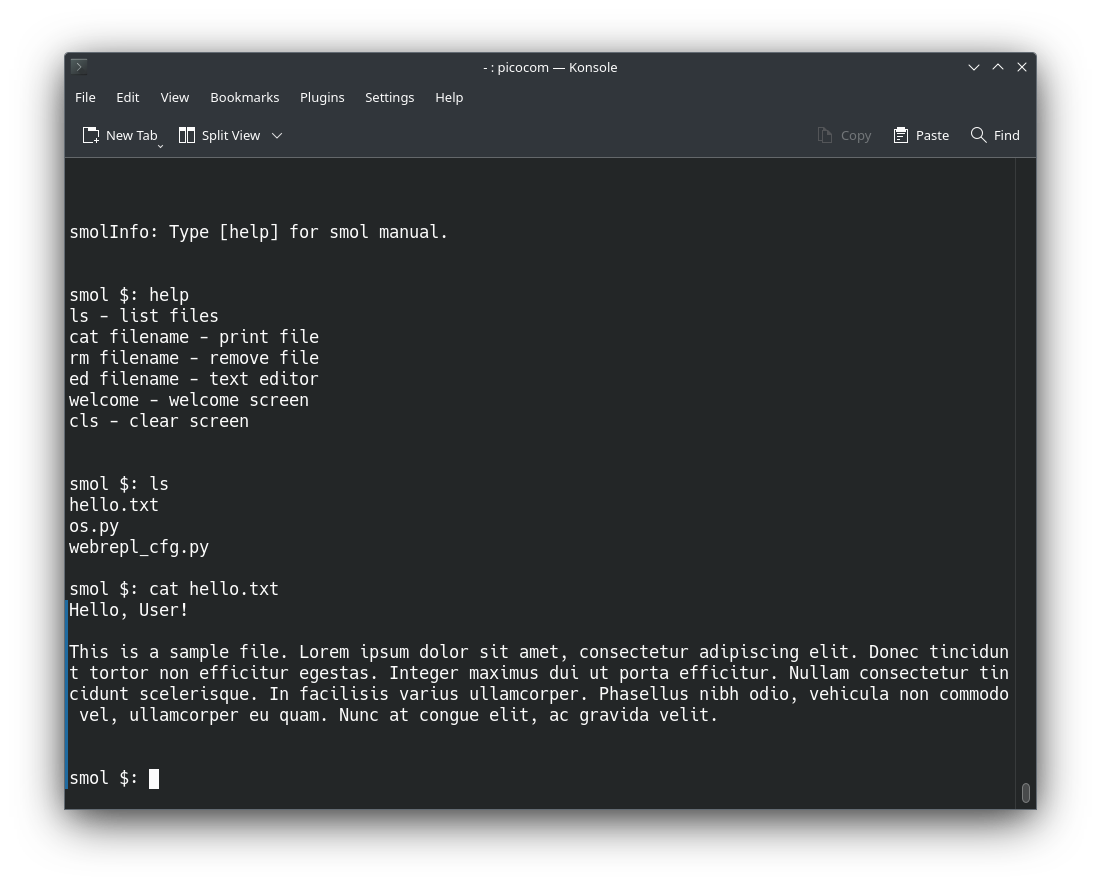 - : picocom — Konsole
File Edit View Bookmarks Plugins Settings Help
New Tab Split View Copy Paste Find
smolInfo: Type [help] for smol manual.
smol $: help
ls - list files
cat filename - print file
rm filename - remove file
ed filename - text editor
welcome - welcome screen
cls - clear screen
smol $: ls
hello.txt
os.py
webrepl_cfg.py
smol $: cat hello.txt
Hello, User!
This is a sample file. Lorem ipsum dolor sit amet, consectetur adipiscing elit. Donec tincidun
t tortor non efficitur egestas. Integer maximus dui ut porta efficitur. Nullam consectetur tin
cidunt scelerisque. In facilisis varius ullamcorper. Phasellus nibh odio, vehicula non commodo
 vel, ullamcorper eu quam. Nunc at congue elit, ac gravida velit.
smol $: